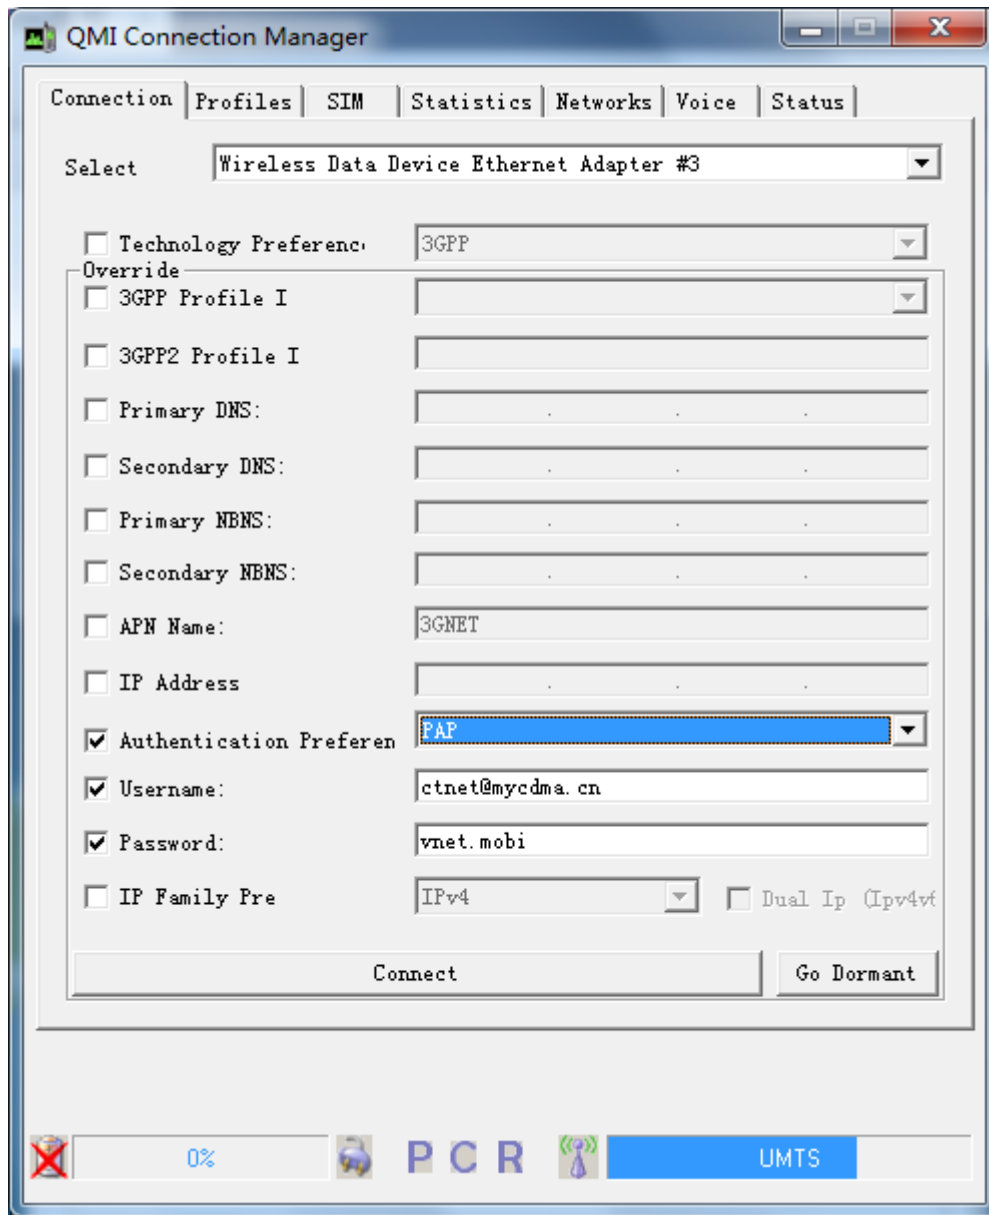 QMI Connection Manager
Connection Profiles SIM Statistics Networks Voice Status
Select Wireless Data Device Ethernet Adapter #3
Technology Preferenc 3GPP
Override
3GPP Profile I
3GPP2 Profile I
Primary DNS: . . .
Secondary DNS: . . .
Primary NBNS: . . .
Secondary NBNS: . . .
APN Name: 3GNET
IP Address . . .
Authentication Preferen PAP
Username: ctnet@mycdma.cn
Password: vnet.mobi
IP Family Pre IPv4 Dual Ip (Ipv4v6
Connect Go Dormant
0% P C R UMTS